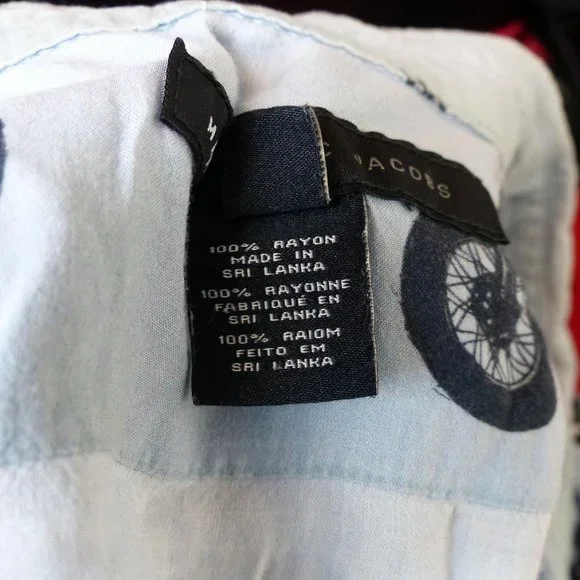 JACOBS
100% RAYON
MADE IN
SRI LANKA
100% RAYONNE
FABRIQUÉ EN
SRI LANKA
100% RAIOM
FEITO EM
SRI LANKA